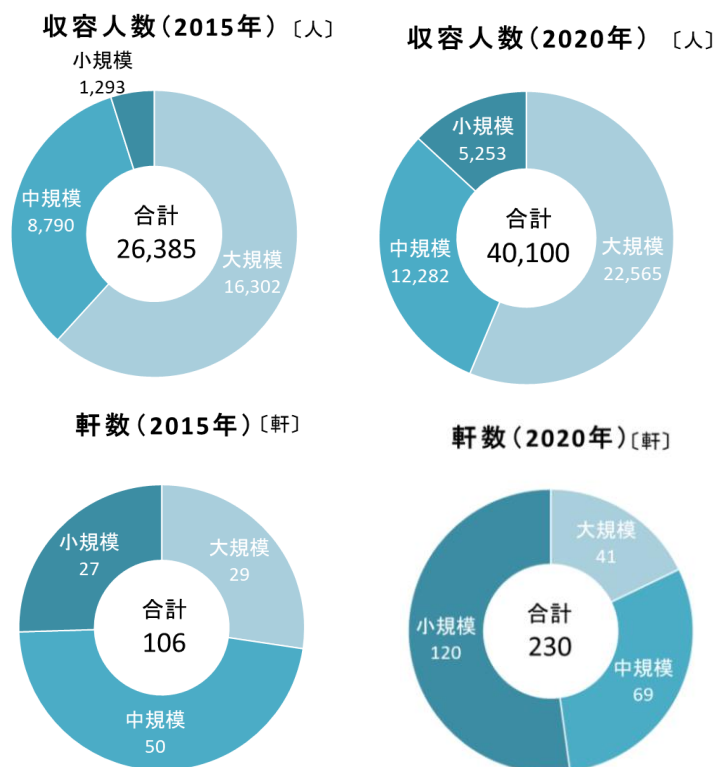 収容人数（2015年）〔人〕
小規模
1,293
中規模
8,790
合計
26,385
大規模
16,302
収容人数（2020年）〔人〕
小規模
5,253
中規模
12,282
合計
40,100
大規模
22,565
軒数（2015年）〔軒〕
小規模
27
大規模
29
合計
106
中規模
50
軒数（2020年）〔軒〕
大規模
41
小規模
120
合計
230
中規模
69